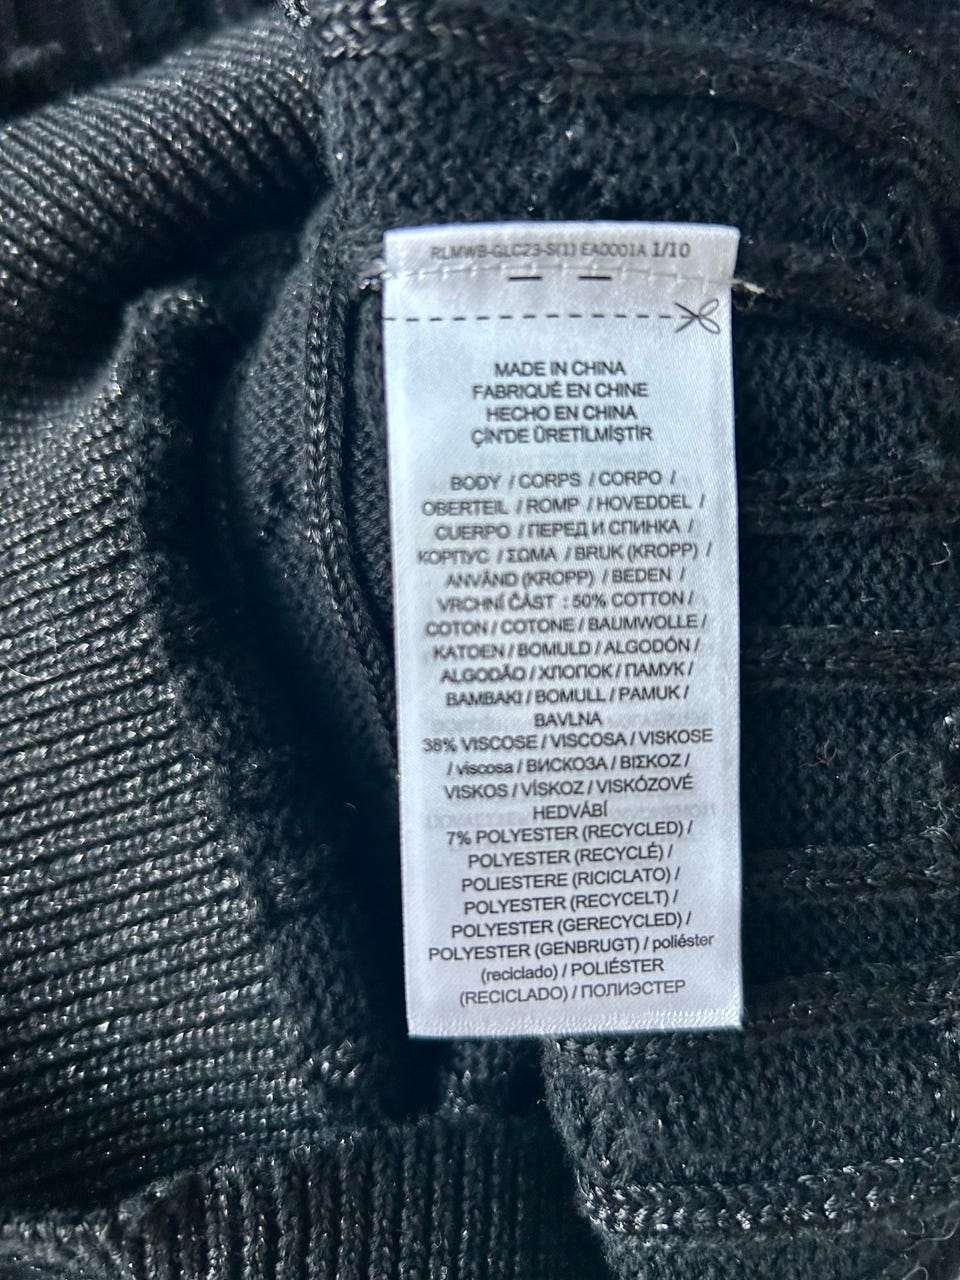 RLMWB-GLC23-S(1) EA0001A 1/10
MADE IN CHINA
FABRIQUÉ EN CHINE
HECHO EN CHINA
ÇİN'DE ÜRETİLMİŞTİR
BODY / CORPS / CORPO /
OBERTEIL / ROMP / HOVEDDEL /
CUERPO / ПЕРЕД И СПИНКА /
КОРПУС / ΣΩΜΑ / BRUK (KROPP) /
ANVÄND (KROPP) / BEDEN /
VRCHNÍ ČÁST : 50% COTTON /
COTON / COTONE / BAUMWOLLE /
KATOEN / BOMULD / ALGODÓN /
ALGODÃO / ХЛОПОК / ПАМУК /
BAMBAKI / BOMULL / PAMUK /
BAVLNA
38% VISCOSE / VISCOSA / VISKOSE
/ viscosa / ВИСКОЗА / ΒΙΣΚΟΖ /
VISKOS / VİSKOZ / VISKÓZOVÉ
HEDVÁBÍ
7% POLYESTER (RECYCLED) /
POLYESTER (RECYCLÉ) /
POLIESTERE (RICICLATO) /
POLYESTER (RECYCELT) /
POLYESTER (GERECYCLED) /
POLYESTER (GENBRUGT) / poliéster
(reciclado) / POLIÉSTER
(RECICLADO) / ПОЛИЭСТЕР